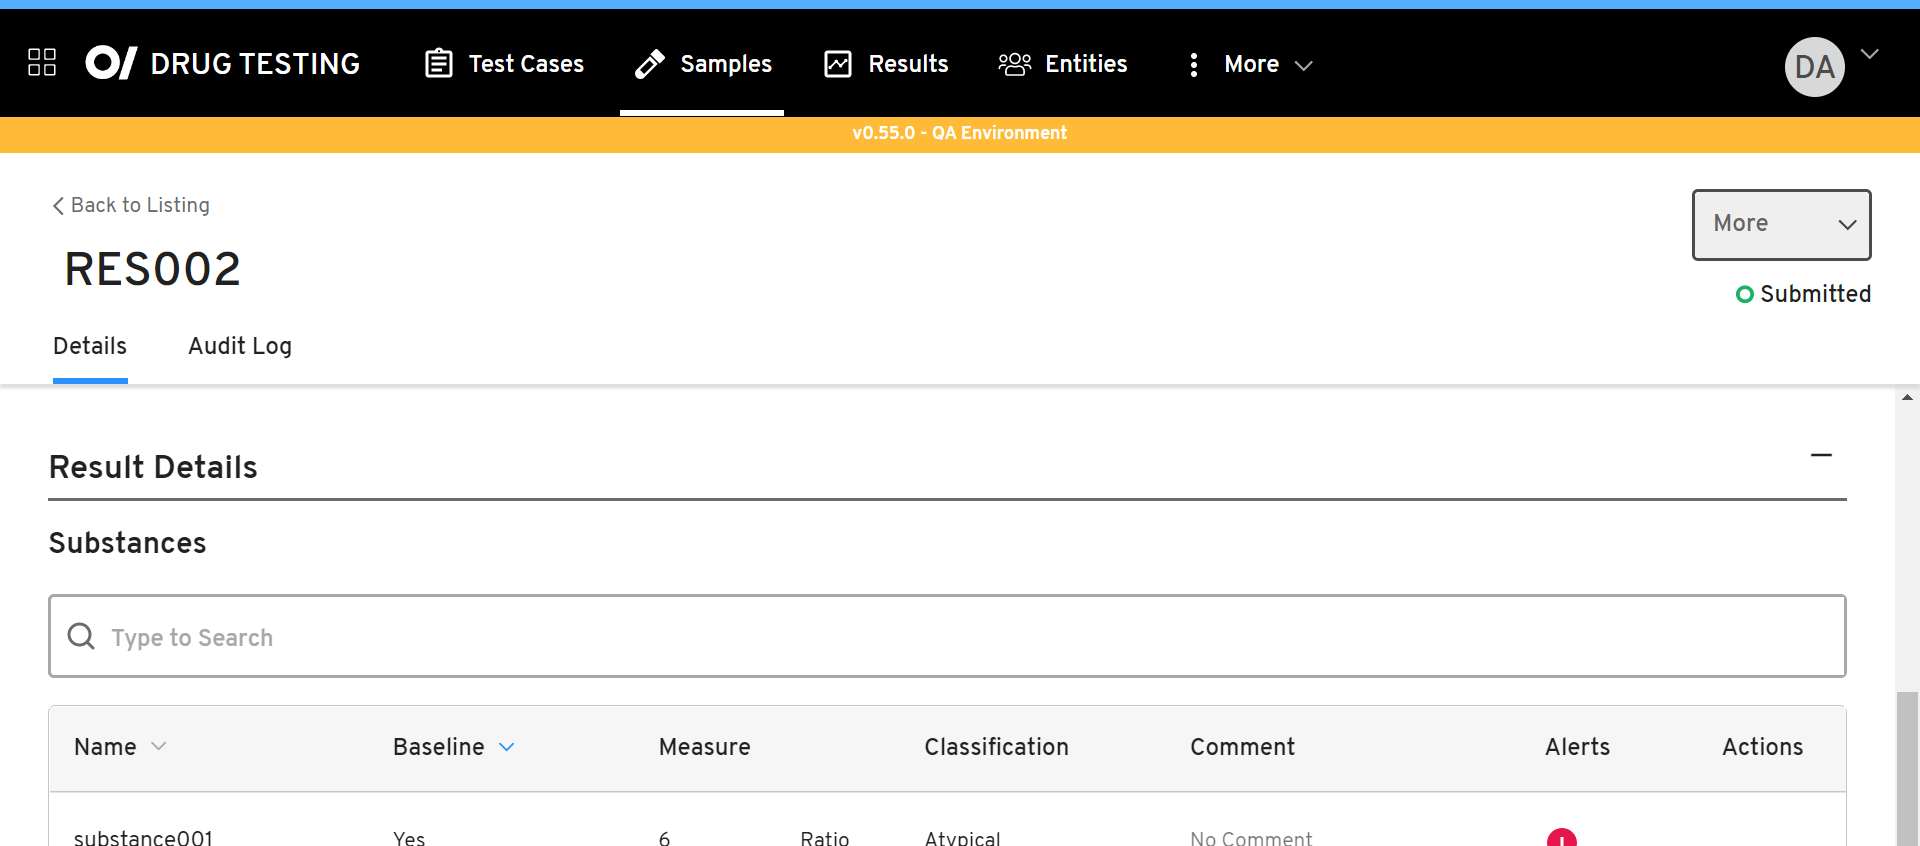 DRUG TESTING Test Cases Samples Results Entities More DA
v0.55.0 - QA Environment
Back to Listing
More
RES002
Submitted
Details Audit Log
Result Details
Substances
Type to Search
Name Baseline Measure Classification Comment Alerts Actions
substance001 Yes 6 Ratio Atypical No Comment